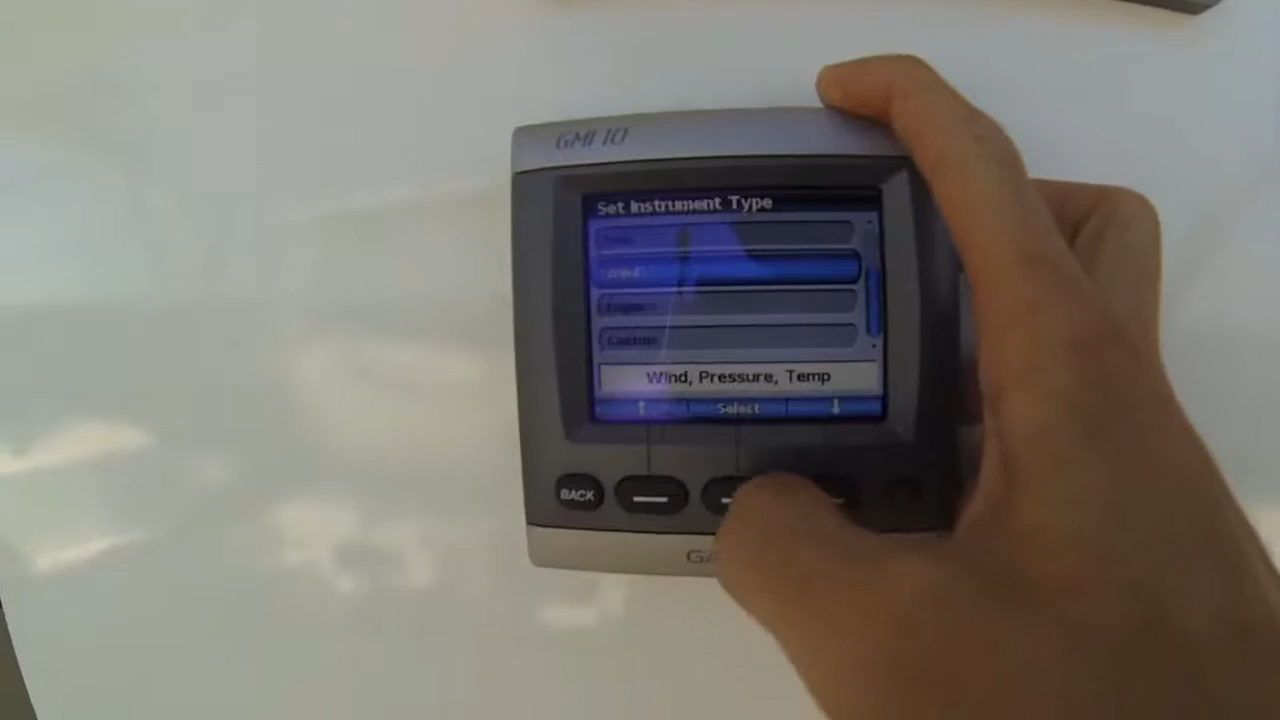 GMI 10
Set Instrument Type
Wind
Engine
Custom
Wind, Pressure, Temp
Select
BACK